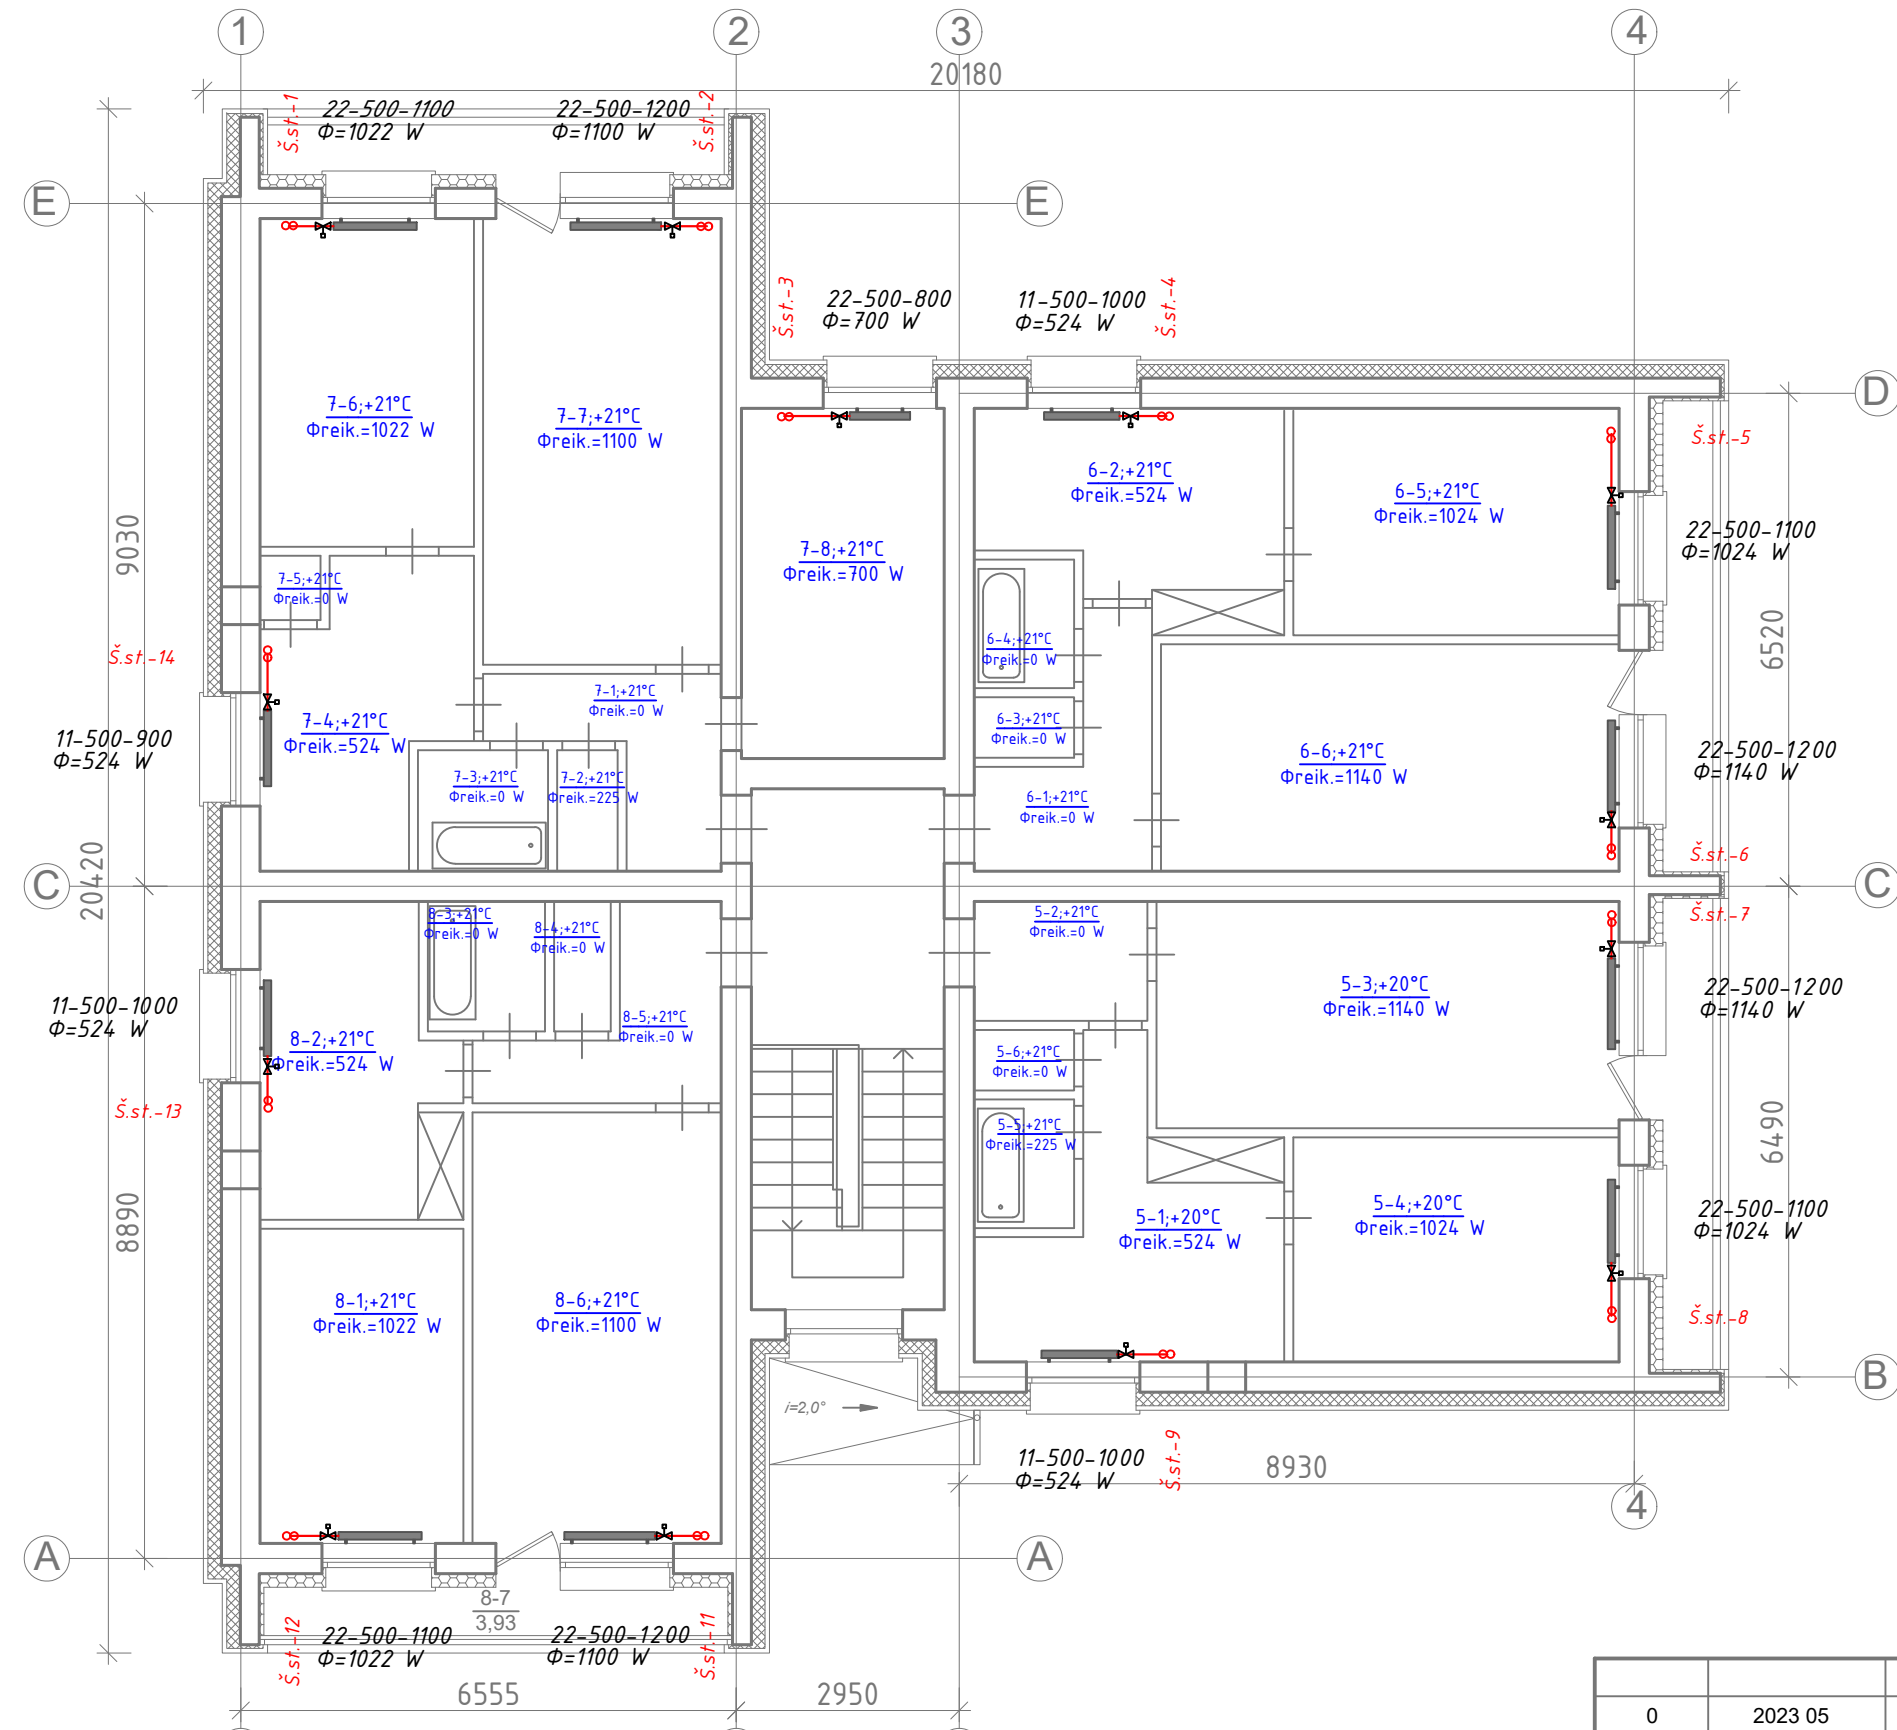 1
2
3
4
20180
Š.st.-1
22-500-1100
Φ=1022 W
22-500-1200
Φ=1100 W
Š.st.-2
E
E
Š.st.-3
22-500-800
Φ=700 W
11-500-1000
Φ=524 W
Š.st.-4
D
7-6;+21°C
Φreik.=1022 W
7-7;+21°C
Φreik.=1100 W
Š.st.-5
6-2;+21°C
Φreik.=524 W
6-5;+21°C
Φreik.=1024 W
22-500-1100
Φ=1024 W
9030
7-8;+21°C
Φreik.=700 W
7-5;+21°C
Φreik.=0 W
6520
6-4;+21°C
Φreik.=0 W
Š.st.-14
7-1;+21°C
Φreik.=0 W
7-4;+21°C
Φreik.=524 W
6-3;+21°C
Φreik.=0 W
11-500-900
Φ=524 W
6-6;+21°C
Φreik.=1140 W
22-500-1200
Φ=1140 W
7-3;+21°C
Φreik.=0 W
7-2;+21°C
Φreik.=225 W
6-1;+21°C
Φreik.=0 W
Š.st.-6
20420
C
C
8-3;+21°C
Φreik.=0 W
8-4;+21°C
Φreik.=0 W
5-2;+21°C
Φreik.=0 W
Š.st.-7
11-500-1000
Φ=524 W
5-3;+20°C
Φreik.=1140 W
22-500-1200
Φ=1140 W
8-5;+21°C
Φreik.=0 W
8-2;+21°C
Φreik.=524 W
5-6;+21°C
Φreik.=0 W
Š.st.-13
5-5;+21°C
Φreik.=225 W
6490
8890
5-1;+20°C
Φreik.=524 W
5-4;+20°C
Φreik.=1024 W
22-500-1100
Φ=1024 W
8-1;+21°C
Φreik.=1022 W
8-6;+21°C
Φreik.=1100 W
Š.st.-8
B
i=2,0°
11-500-1000
Φ=524 W
Š.st.-9
8930
4
A
A
8-7
3,93
Š.st.-12
22-500-1100
Φ=1022 W
22-500-1200
Φ=1100 W
Š.st.-11
6555
2950
0
2023 05